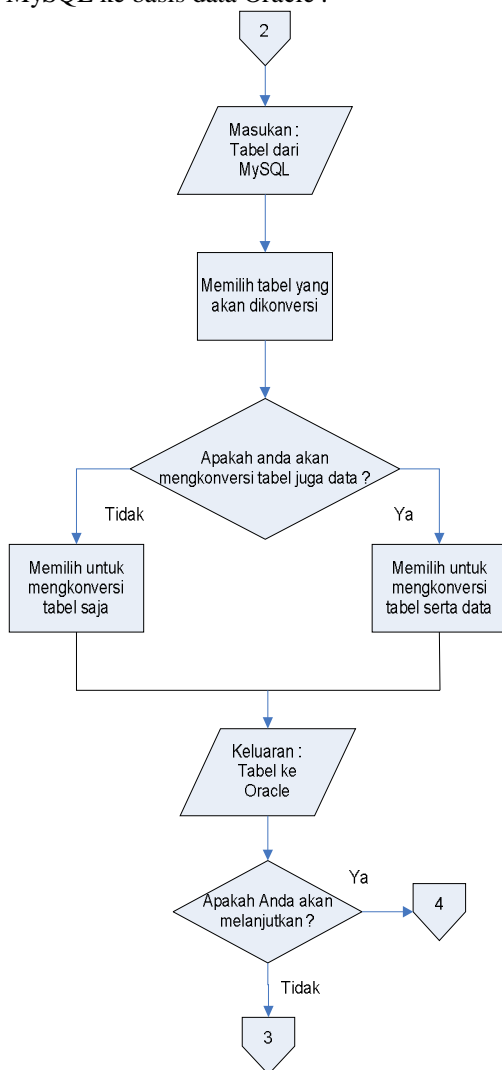 MySQL ke basis data Oracle :
2
Masukan :
Tabel dari
MySQL
Memilih tabel yang
akan dikonversi
Apakah anda akan
mengkonversi tabel juga data ?
Tidak
Ya
Memilih untuk
mengkonversi
tabel saja
Memilih untuk
mengkonversi
tabel serta data
Keluaran :
Tabel ke
Oracle
Apakah Anda akan
melanjutkan ?
Ya
4
Tidak
3